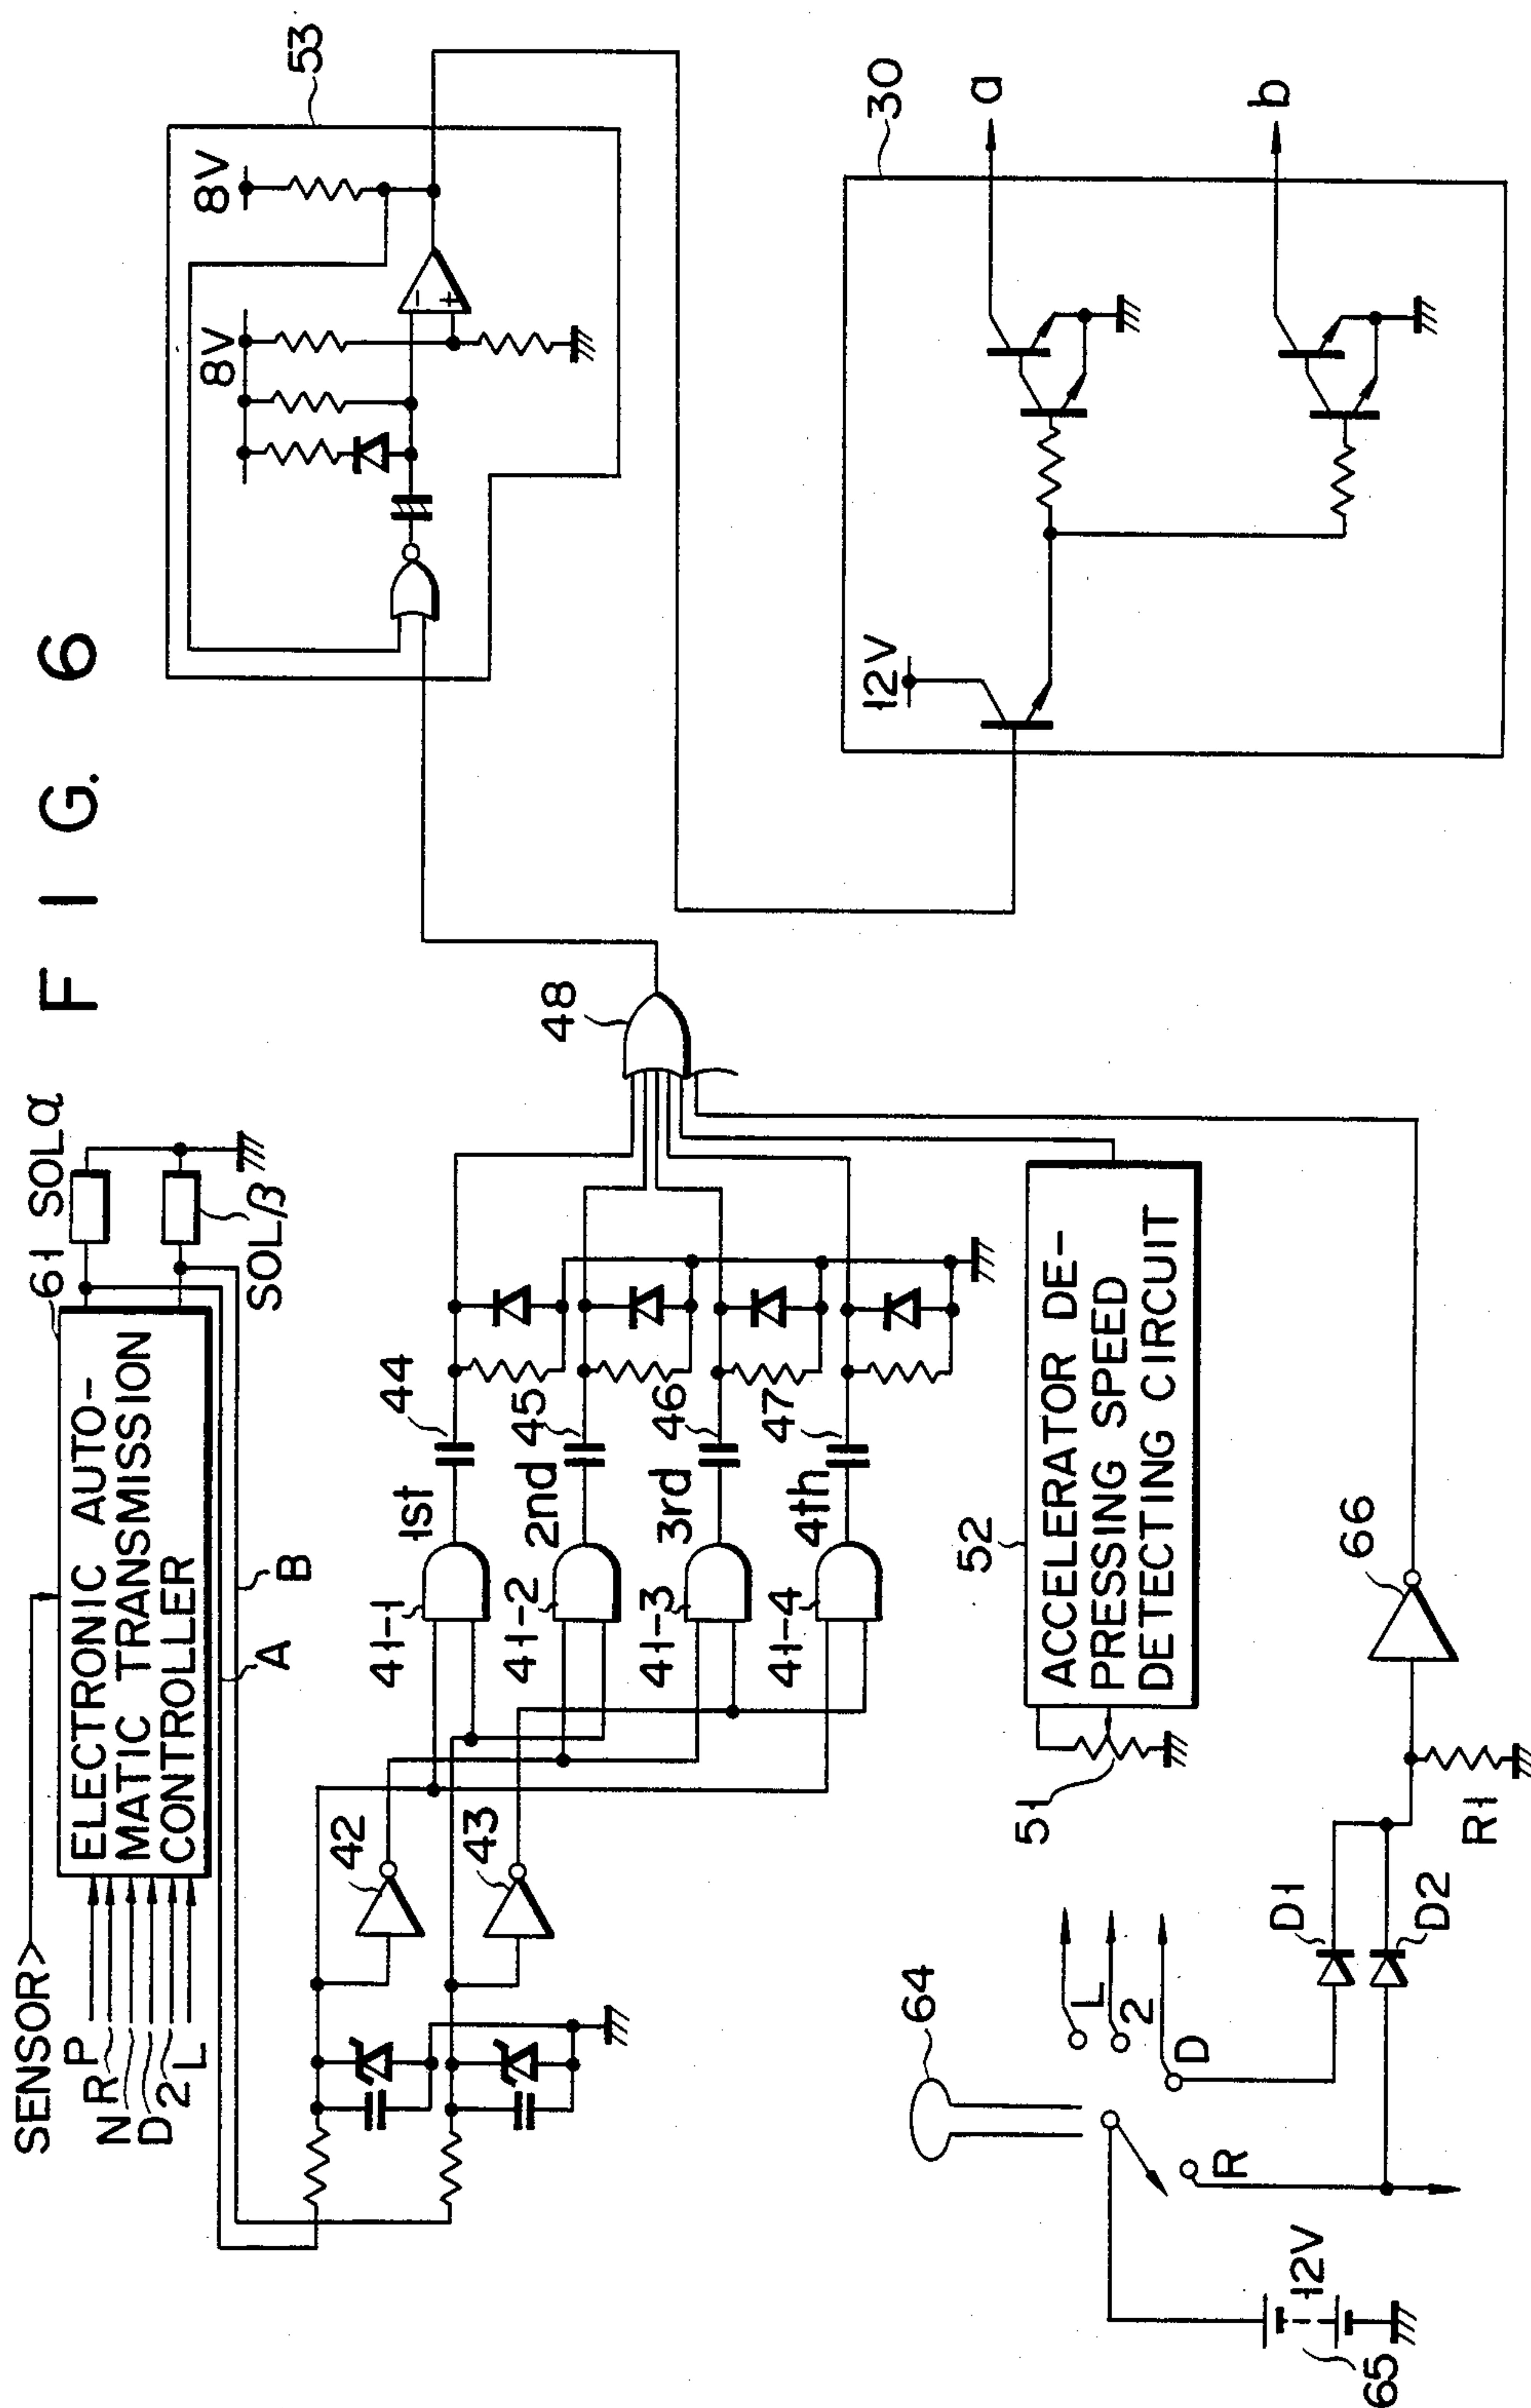 FIG. 6
SENSOR
P
R
N
D
2
L
ELECTRONIC AUTO-
MATIC TRANSMISSION
CONTROLLER
61
SOLα
SOLβ
A
B
42
43
41-1
1st
44
41-2
2nd
45
41-3
3rd
46
41-4
4th
47
48
8V
8V
53
12V
30
a
b
51
52
ACCELERATOR DE-
PRESSING SPEED
DETECTING CIRCUIT
64
L
2
D
R
65
12V
D1
D2
R1
66